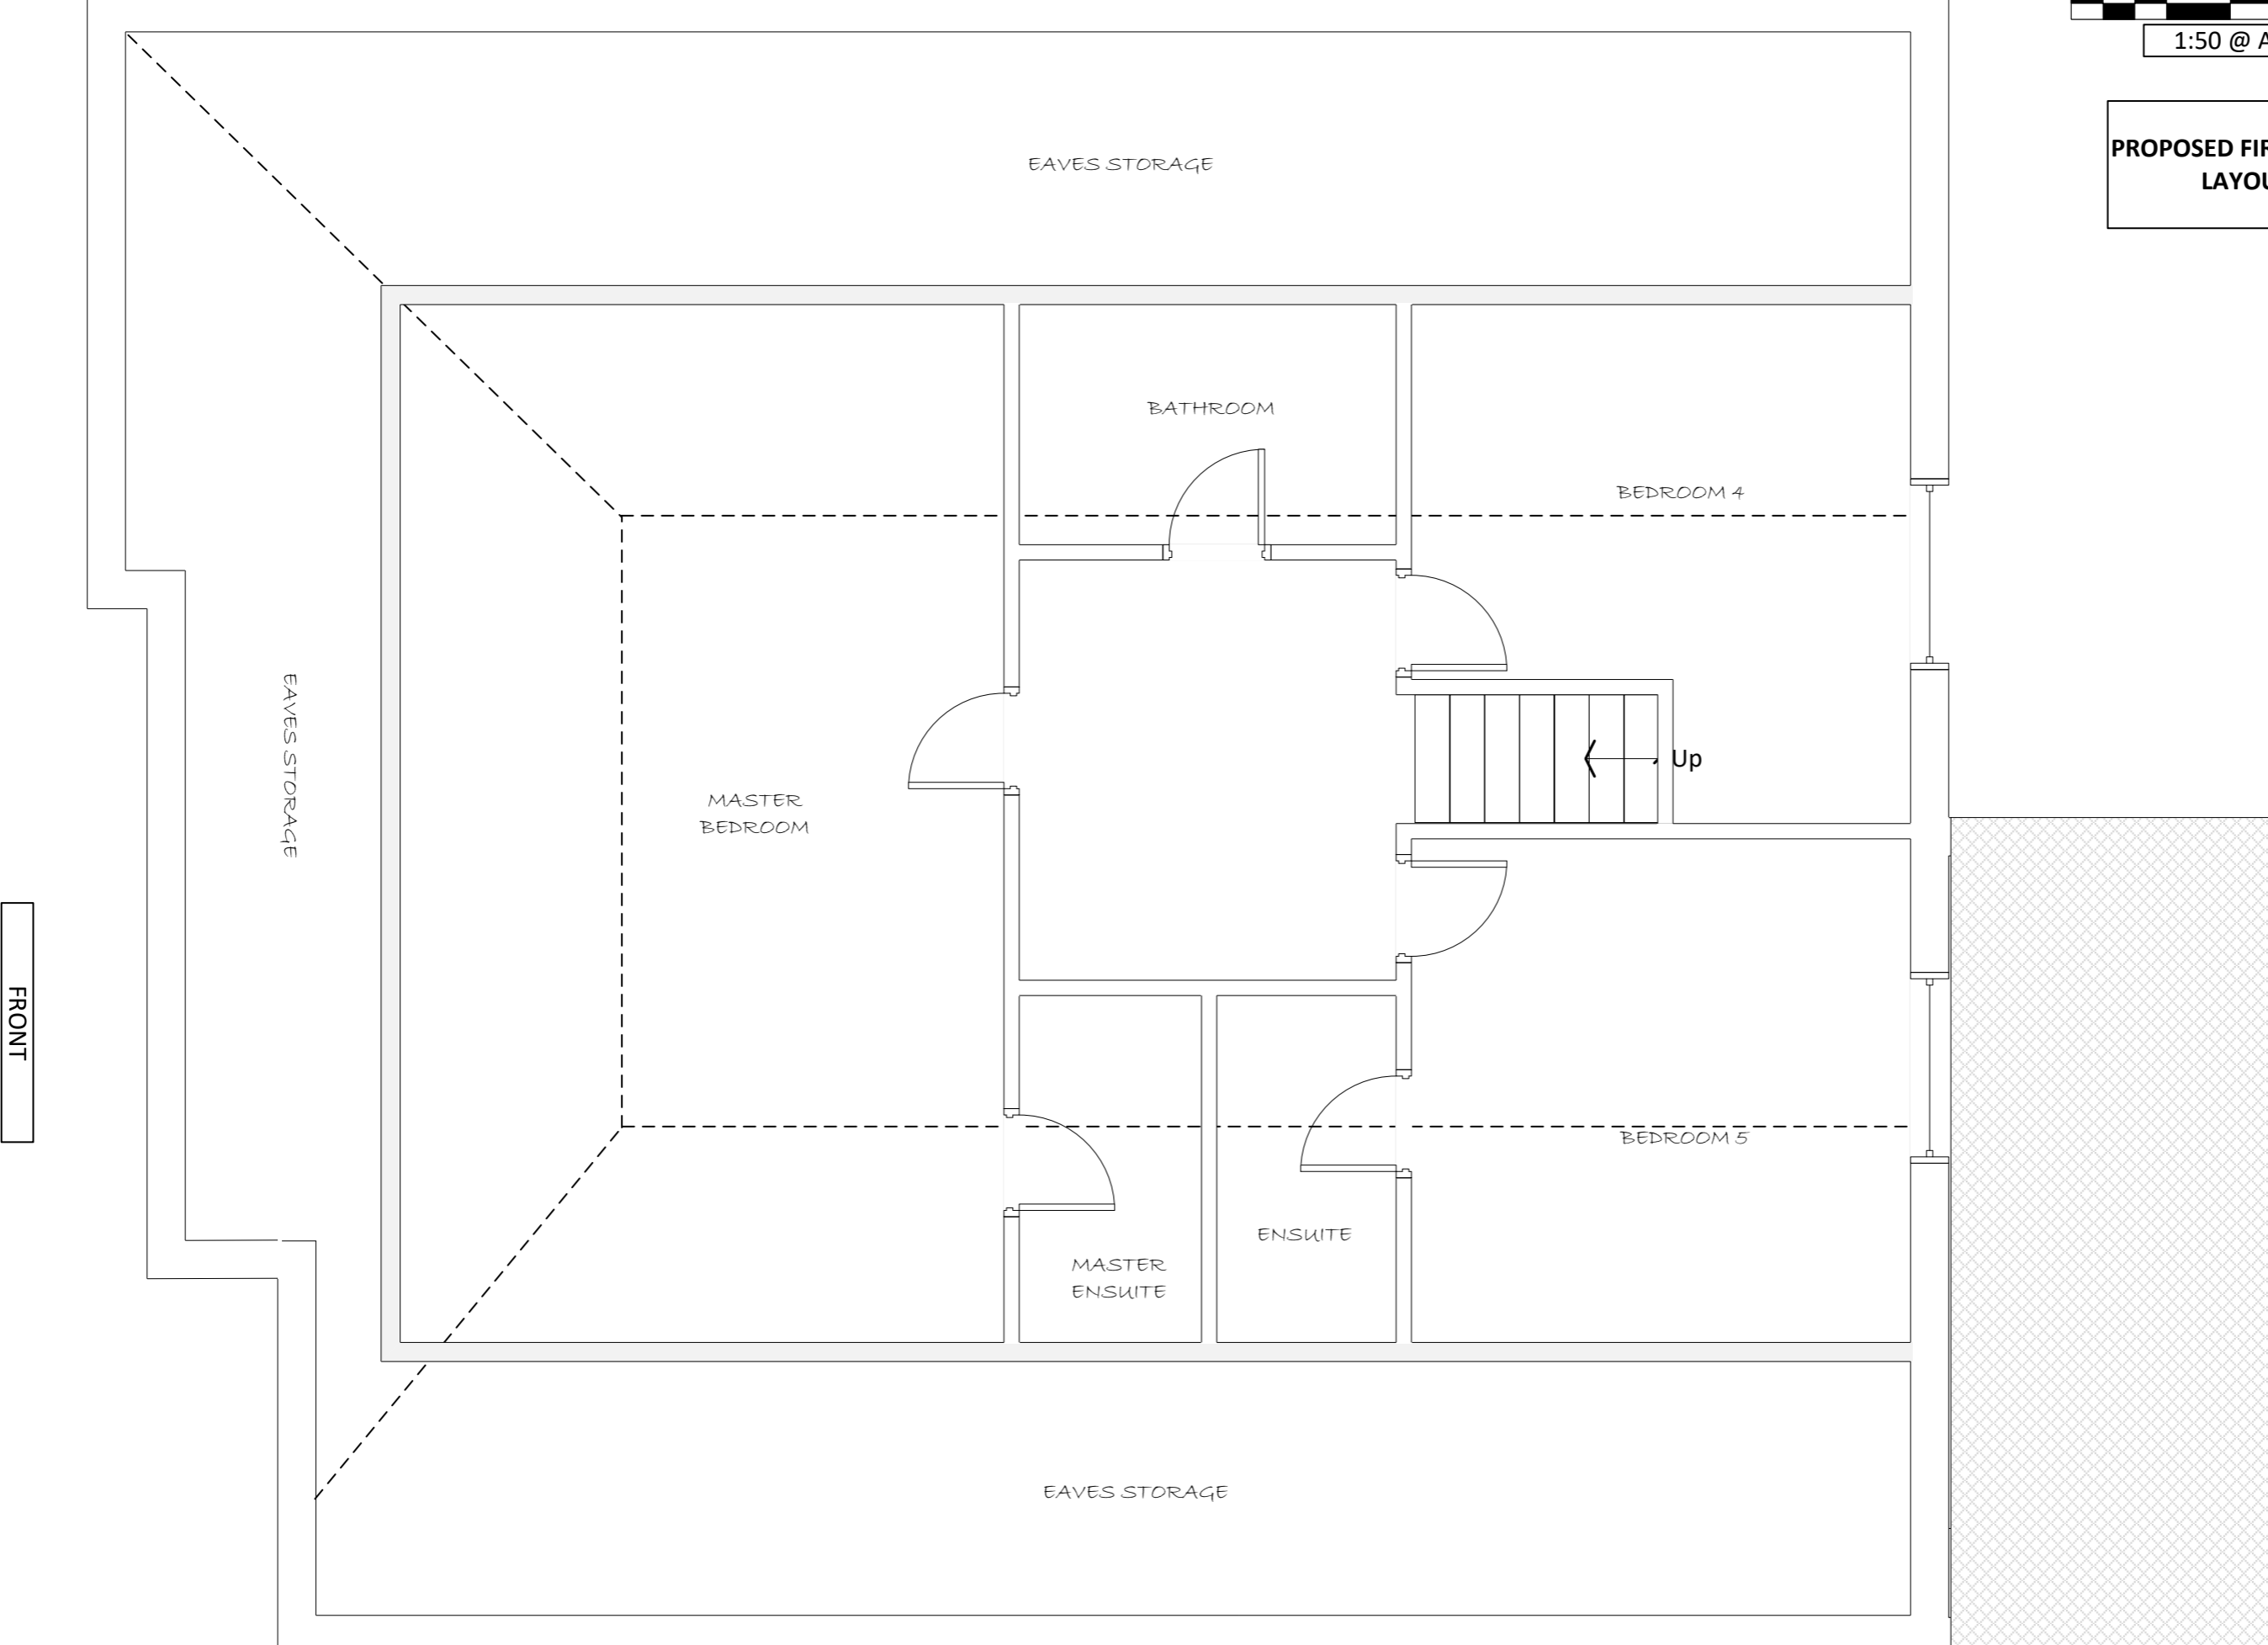 1:50 @ A
PROPOSED FIR
LAYOU
EAVES STORAGE
BATHROOM
BEDROOM 4
EAVES STORAGE
Up
MASTER
BEDROOM
FRONT
BEDROOM 5
ENSUITE
MASTER
ENSUITE
EAVES STORAGE